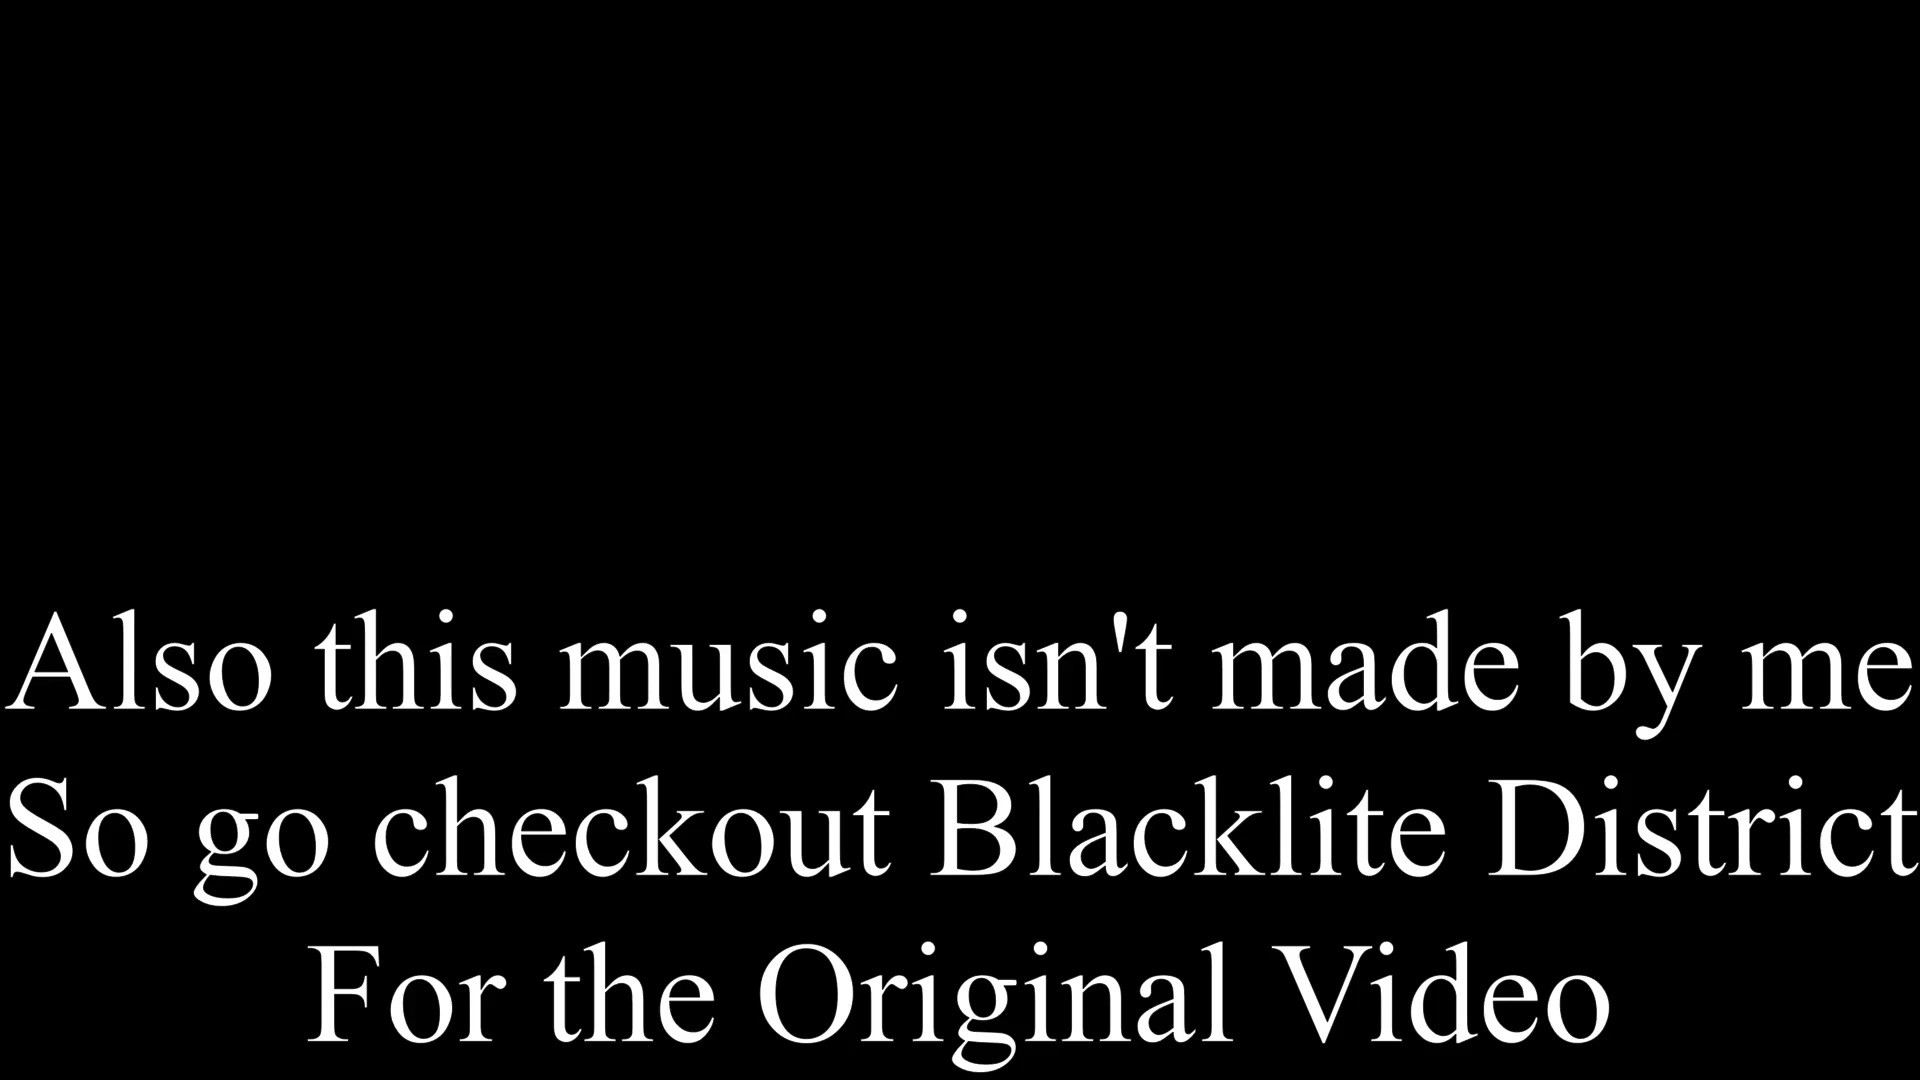 Also this music isn't made by me
So go checkout Blacklite District
For the Original Video